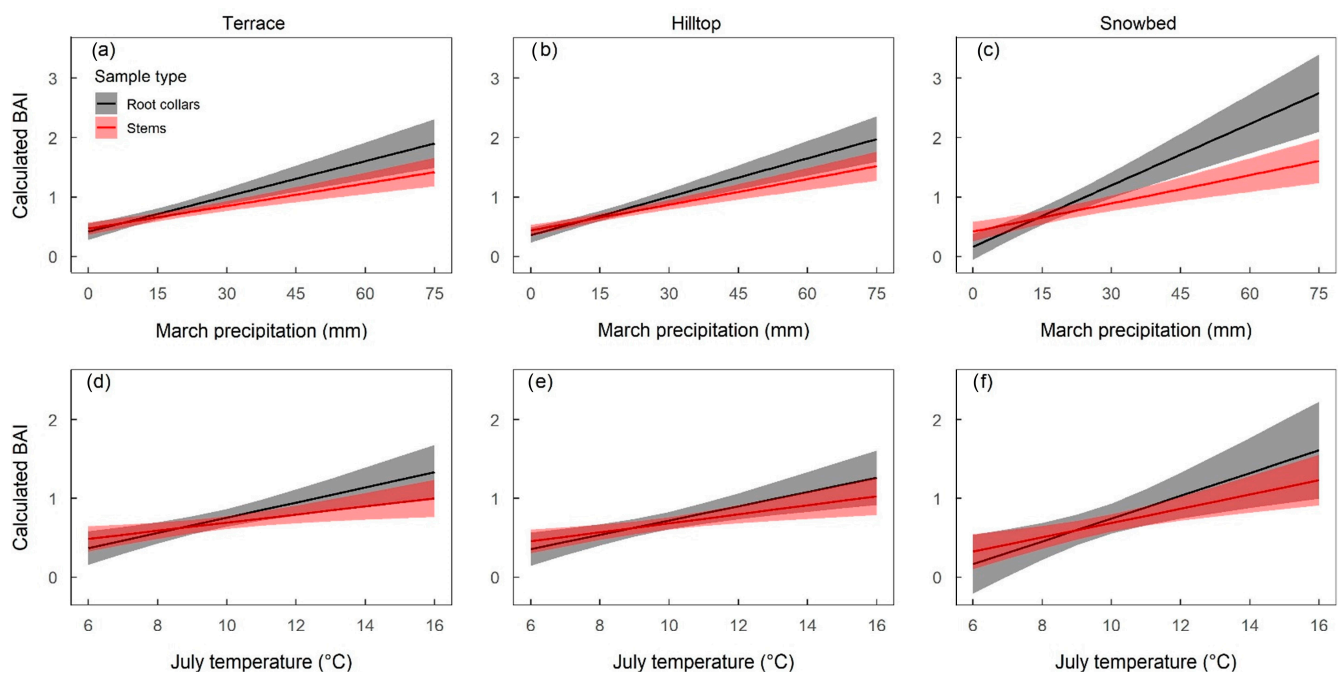 Terrace Hilltop Snowbed
(a) (b) (c)
Sample type
Root collars
Stems
Calculated BAI
3 3 3
2 2 2
1 1 1
0 0 0
0 15 30 45 60 75 0 15 30 45 60 75 0 15 30 45 60 75
March precipitation (mm) March precipitation (mm) March precipitation (mm)
(d) (e) (f)
Calculated BAI
2 2 2
1 1 1
0 0 0
6 8 10 12 14 16 6 8 10 12 14 16 6 8 10 12 14 16
July temperature (°C) July temperature (°C) July temperature (°C)